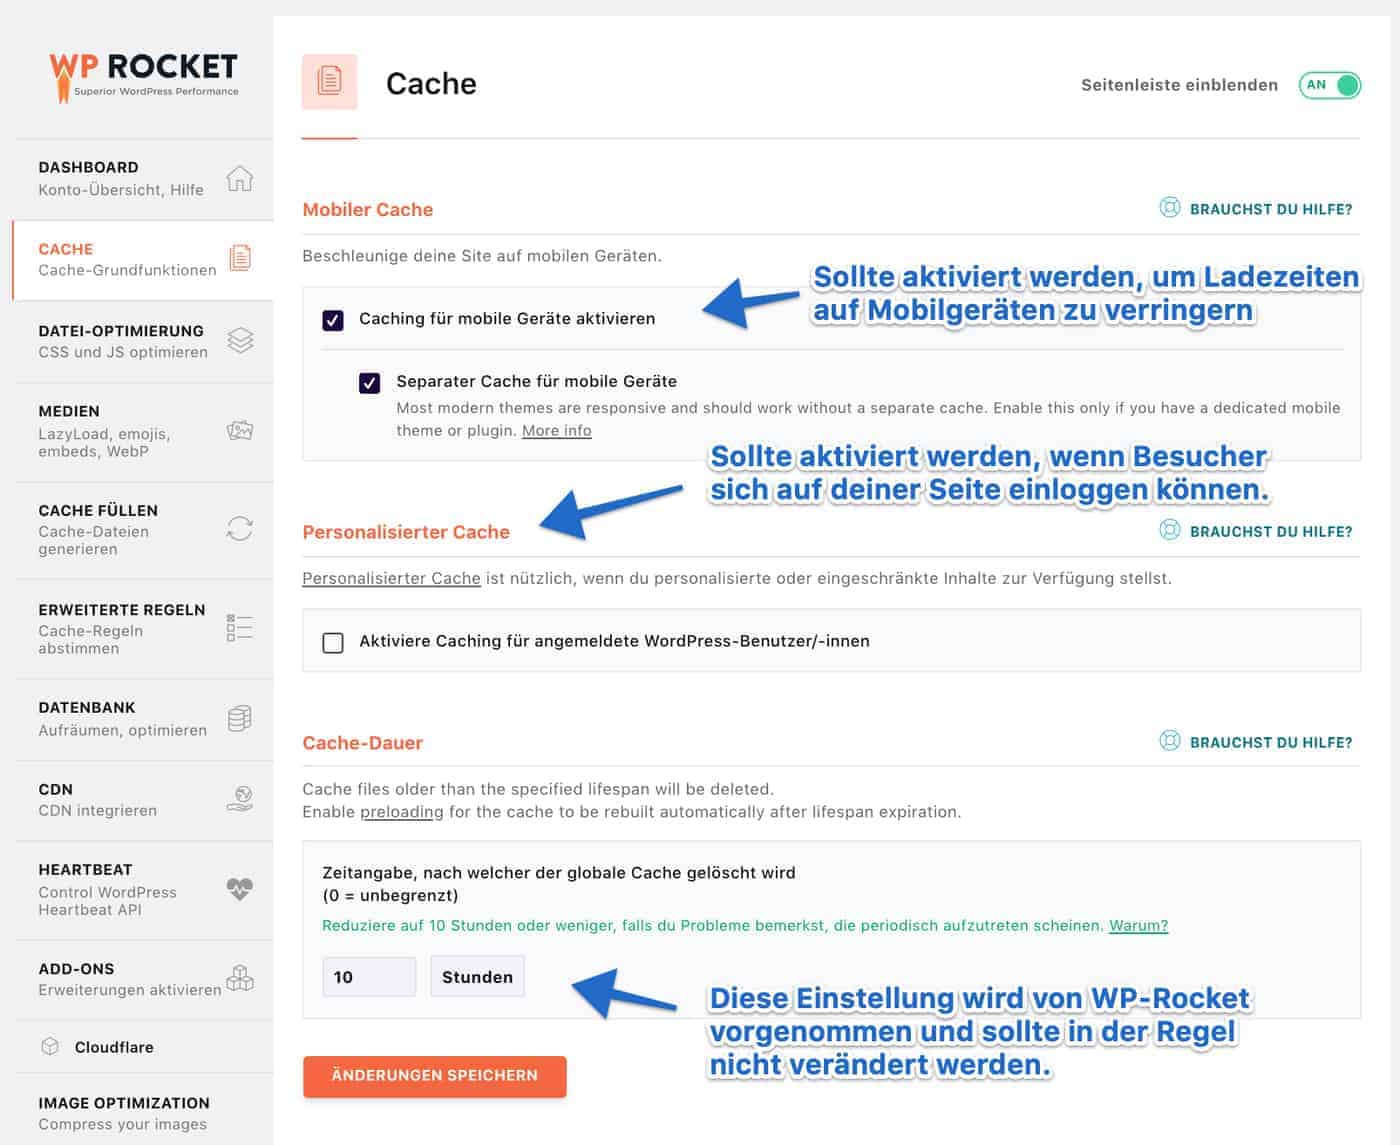 WP ROCKET
Superior WordPress Performance
DASHBOARD
Konto-Übersicht, Hilfe
CACHE
Cache-Grundfunktionen
DATEI-OPTIMIERUNG
CSS und JS optimieren
MEDIEN
LazyLoad, emojis,
embeds, WebP
CACHE FÜLLEN
Cache-Dateien
generieren
ERWEITERTE REGELN
Cache-Regeln
abstimmen
DATENBANK
Aufräumen, optimieren
CDN
CDN integrieren
HEARTBEAT
Control WordPress
Heartbeat API
ADD-ONS
Erweiterungen aktivieren
Cloudflare
IMAGE OPTIMIZATION
Compress your images
Cache
Seitenleiste einblenden
AN
Mobiler Cache
BRAUCHST DU HILFE?
Beschleunige deine Site auf mobilen Geräten.
Sollte aktiviert werden, um Ladezeiten
auf Mobilgeräten zu verringern
Caching für mobile Geräte aktivieren
Separater Cache für mobile Geräte
Most modern themes are responsive and should work without a separate cache. Enable this only if you have a dedicated mobile
theme or plugin. More info
Sollte aktiviert werden, wenn Besucher
sich auf deiner Seite einloggen können.
Personalisierter Cache
BRAUCHST DU HILFE?
Personalisierter Cache ist nützlich, wenn du personalisierte oder eingeschränkte Inhalte zur Verfügung stellst.
Aktiviere Caching für angemeldete WordPress-Benutzer/-innen
Cache-Dauer
BRAUCHST DU HILFE?
Cache files older than the specified lifespan will be deleted.
Enable preloading for the cache to be rebuilt automatically after lifespan expiration.
Zeitangabe, nach welcher der globale Cache gelöscht wird
(0 = unbegrenzt)
Reduziere auf 10 Stunden oder weniger, falls du Probleme bemerkst, die periodisch aufzutreten scheinen. Warum?
10
Stunden
Diese Einstellung wird von WP-Rocket
vorgenommen und sollte in der Regel
nicht verändert werden.
ÄNDERUNGEN SPEICHERN